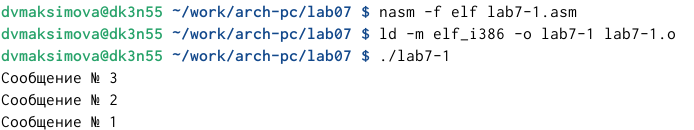 dvmaksimova@dk3n55 ~/work/arch-pc/lab07 $ nasm -f elf lab7-1.asm
dvmaksimova@dk3n55 ~/work/arch-pc/lab07 $ ld -m elf_i386 -o lab7-1 lab7-1.o
dvmaksimova@dk3n55 ~/work/arch-pc/lab07 $ ./lab7-1
Сообщение № 3
Сообщение № 2
Сообщение № 1